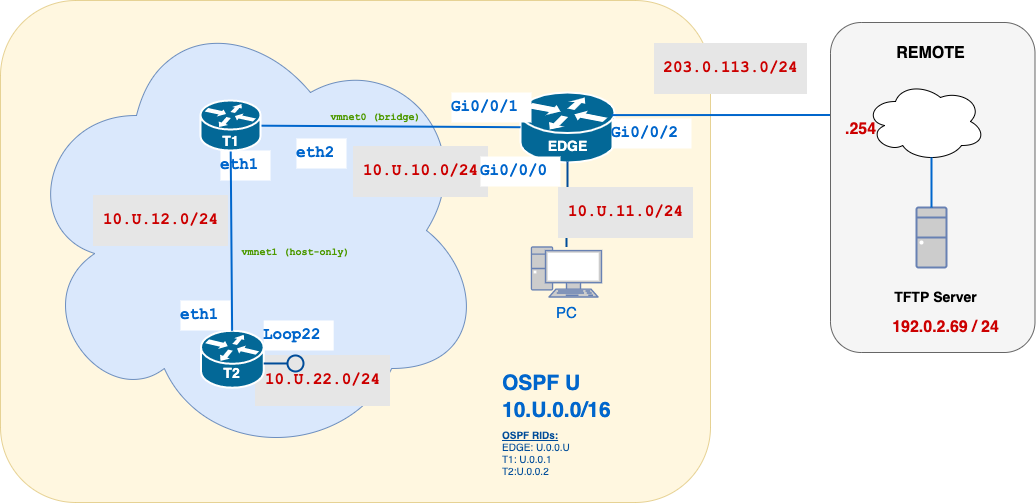 203.0.113.0/24
REMOTE
Gi0/0/1
vmnet0 (bridge)
T1
.254
Gi0/0/2
EDGE
eth2
eth1
10.U.10.0/24
Gi0/0/0
10.U.12.0/24
10.U.11.0/24
vmnet1 (host-only)
TFTP Server
PC
eth1
192.0.2.69 / 24
Loop22
T2
10.U.22.0/24
OSPF U
10.U.0.0/16
OSPF RIDs:
EDGE: U.0.0.U
T1: U.0.0.1
T2:U.0.0.2